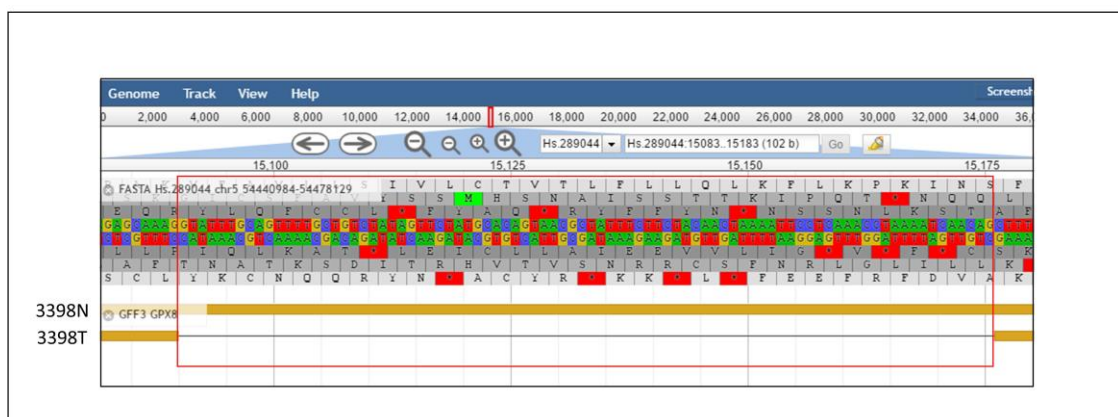 Genome Track View Help Screensh
0 2,000 4,000 6,000 8,000 10,000 12,000 14,000 16,000 18,000 20,000 22,000 24,000 26,000 28,000 30,000 32,000 34,000 36,0
Hs.289044 Hs.289044:15083..15183 (102 b) Go
15,100 15,125 15,150 15,175
FASTA Hs.289044 chr5 54440984-54478129 S I V L C T V T L F L L Q L K F L K P K I N S F
V Y S S M H S N A I S S T T K I P Q T * N Q Q L
E Q R Y L Q F C C L * F Y A Q * R Y F F Y N * N S S N L K S T A F
A F T N A T K S D I T R H V T V S N R R C S F N R L G L I L L K
S C L Y K C N Q Q R Y N * A C Y R * K K * L * F E E F R F D V A K
3398N GFF3 GPX8
3398T